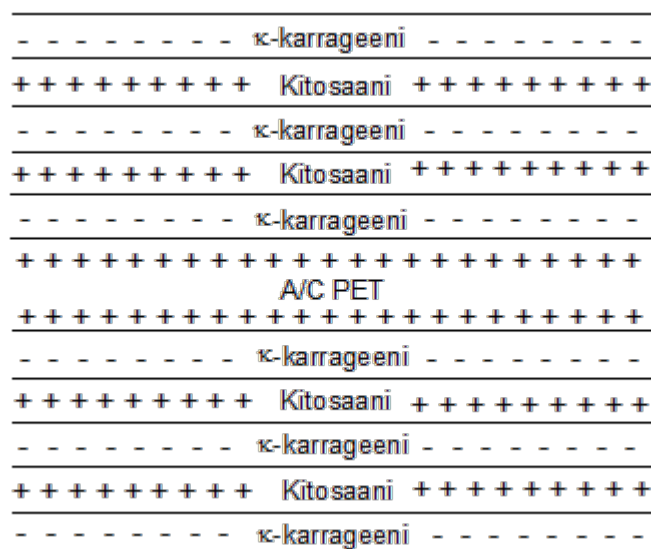 - - - - - - - - κ-karrageeni - - - - - - - -
+ + + + + + + + + Kitosaani + + + + + + + + +
- - - - - - - - κ-karrageeni - - - - - - - -
+ + + + + + + + + Kitosaani + + + + + + + + +
- - - - - - - - κ-karrageeni - - - - - - - -
+ + + + + + + + + + + + + + + + + + + + + + +
A/C PET
+ + + + + + + + + + + + + + + + + + + + + + +
- - - - - - - - κ-karrageeni - - - - - - - -
+ + + + + + + + + Kitosaani + + + + + + + + +
- - - - - - - - κ-karrageeni - - - - - - - -
+ + + + + + + + + Kitosaani + + + + + + + + +
- - - - - - - - κ-karrageeni - - - - - - - -